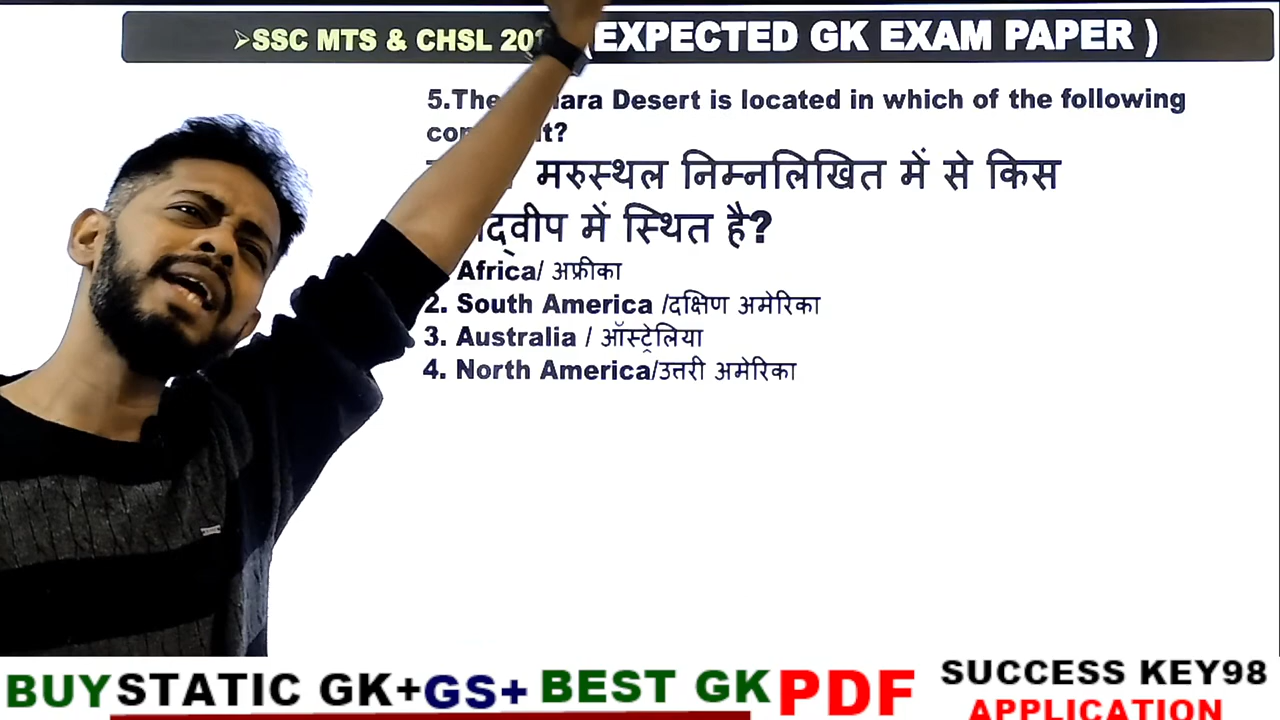 ➢SSC MTS & CHSL 20 (EXPECTED GK EXAM PAPER )
5.The ara Desert is located in which of the following
con t?
मरुस्थल निम्नलिखित में से किस
द्वीप में स्थित है?
Africa/ अफ्रीका
2. South America /दक्षिण अमेरिका
3. Australia / ऑस्ट्रेलिया
4. North America/उत्तरी अमेरिका
BUY STATIC GK+GS+ BEST GK PDF SUCCESS KEY98
APPLICATION